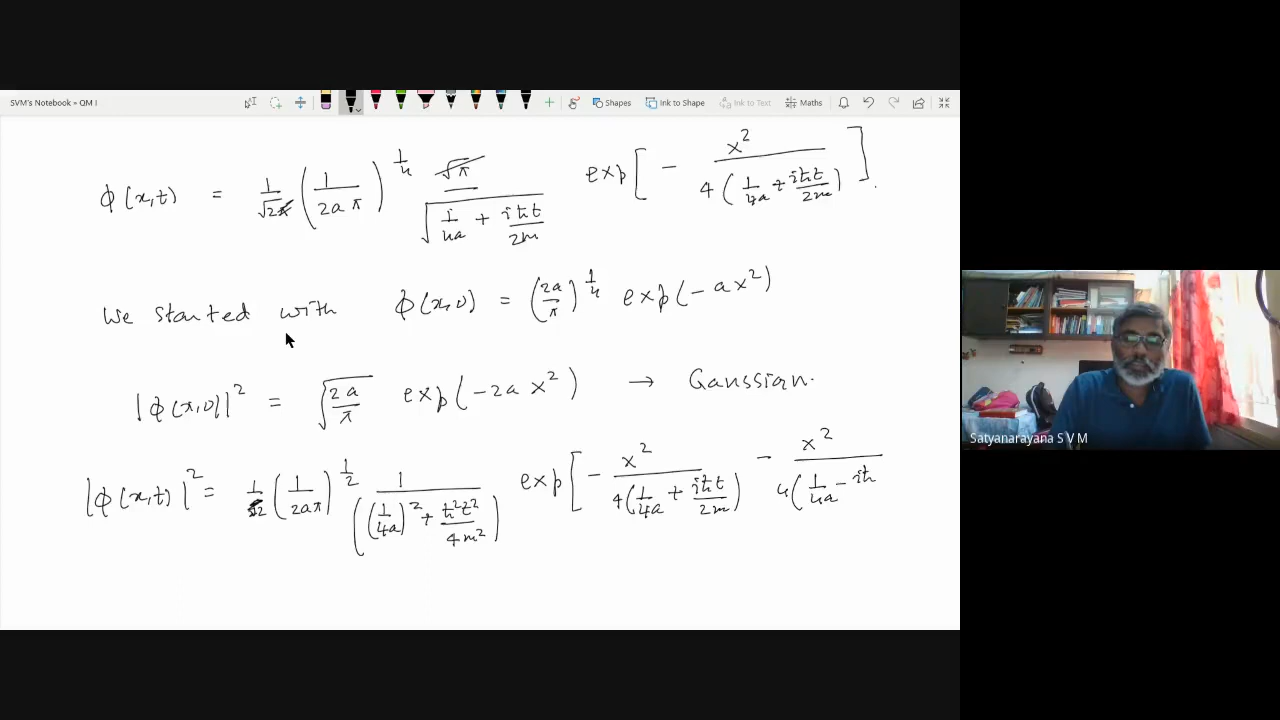 SVM's Notebook » QM I
Shapes Ink to Shape Ink to Text Maths
ϕ(x,t) = 1/√2π (1/2aπ)^1/4 √π / √(1/4a + iħt/2m) exp[- x²/4(1/4a + iħt/2m)].
We started with ϕ(x,0) = (2a/π)^1/4 exp(-ax²)
|ϕ(x,0)|² = √(2a/π) exp(-2ax²) → Gaussian.
|ϕ(x,t)|² = 1/2 (1/2aπ)^1/2 1/((1/4a)² + ħ²t²/4m²) exp[- x²/4(1/4a + iħt/2m) - x²/4(1/4a - iħ
Satyanarayana S V M